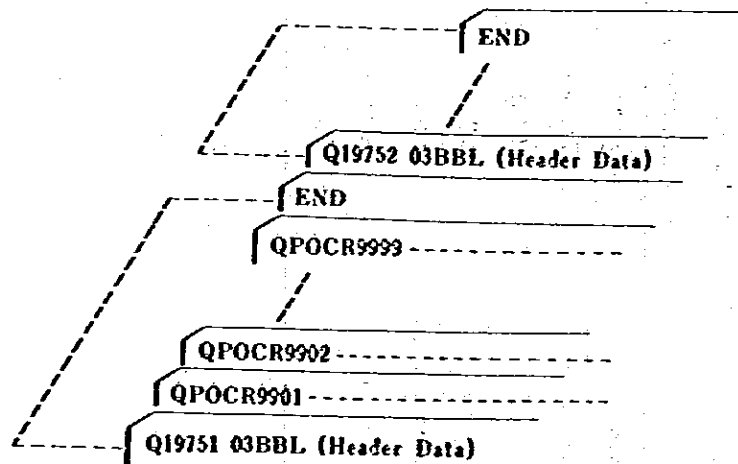 END
Q19752 03BBL (Header Data)
END
QPOCR9999
QPOCR9902
QPOCR9901
Q19751 03BBL (Header Data)